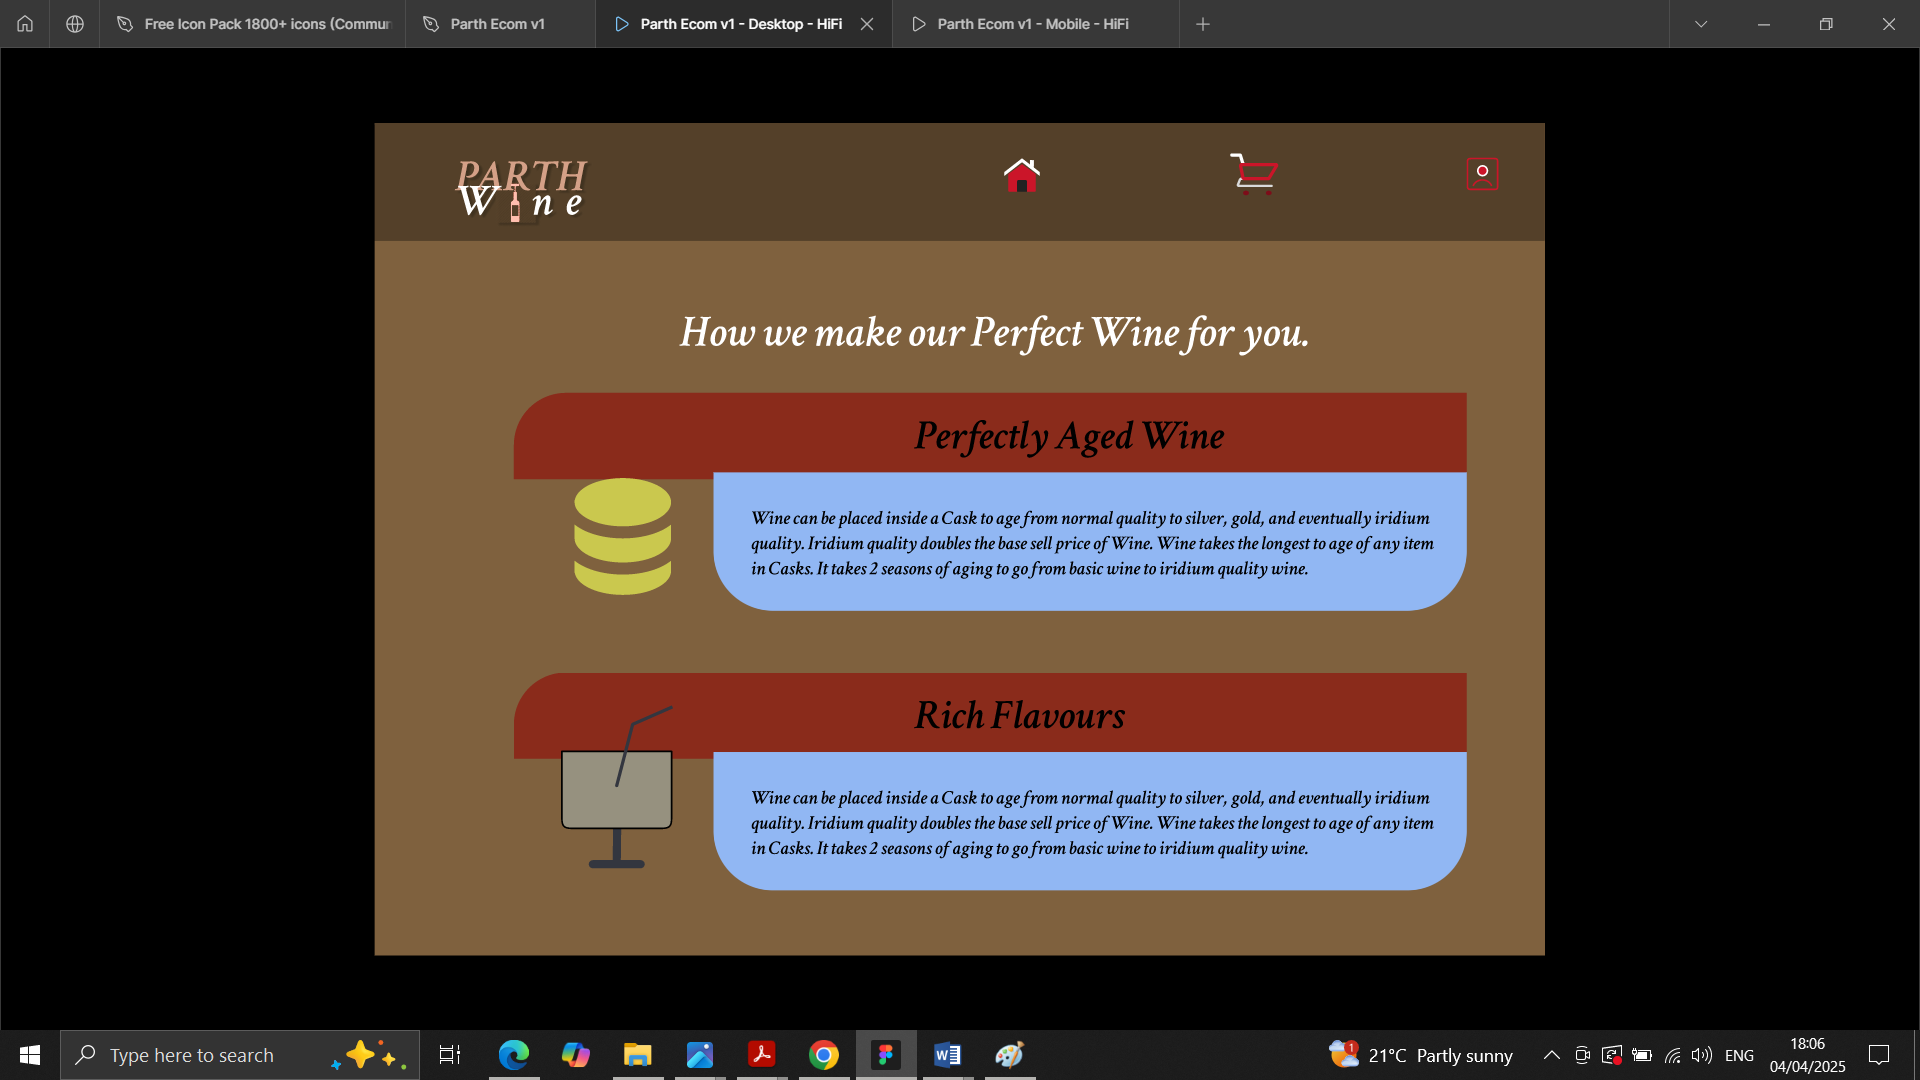 Free Icon Pack 1800+ icons (Commun
Parth Ecom v1
Parth Ecom v1 - Desktop - HiFi
Parth Ecom v1 - Mobile - HiFi
PARTH
W ne
How we make our Perfect Wine for you.
Perfectly Aged Wine
Wine can be placed inside a Cask to age from normal quality to silver, gold, and eventually iridium
quality. Iridium quality doubles the base sell price of Wine. Wine takes the longest to age of any item
in Casks. It takes 2 seasons of aging to go from basic wine to iridium quality wine.
Rich Flavours
Wine can be placed inside a Cask to age from normal quality to silver, gold, and eventually iridium
quality. Iridium quality doubles the base sell price of Wine. Wine takes the longest to age of any item
in Casks. It takes 2 seasons of aging to go from basic wine to iridium quality wine.
Type here to search
1
21°C Partly sunny
ENG
18:06
04/04/2025